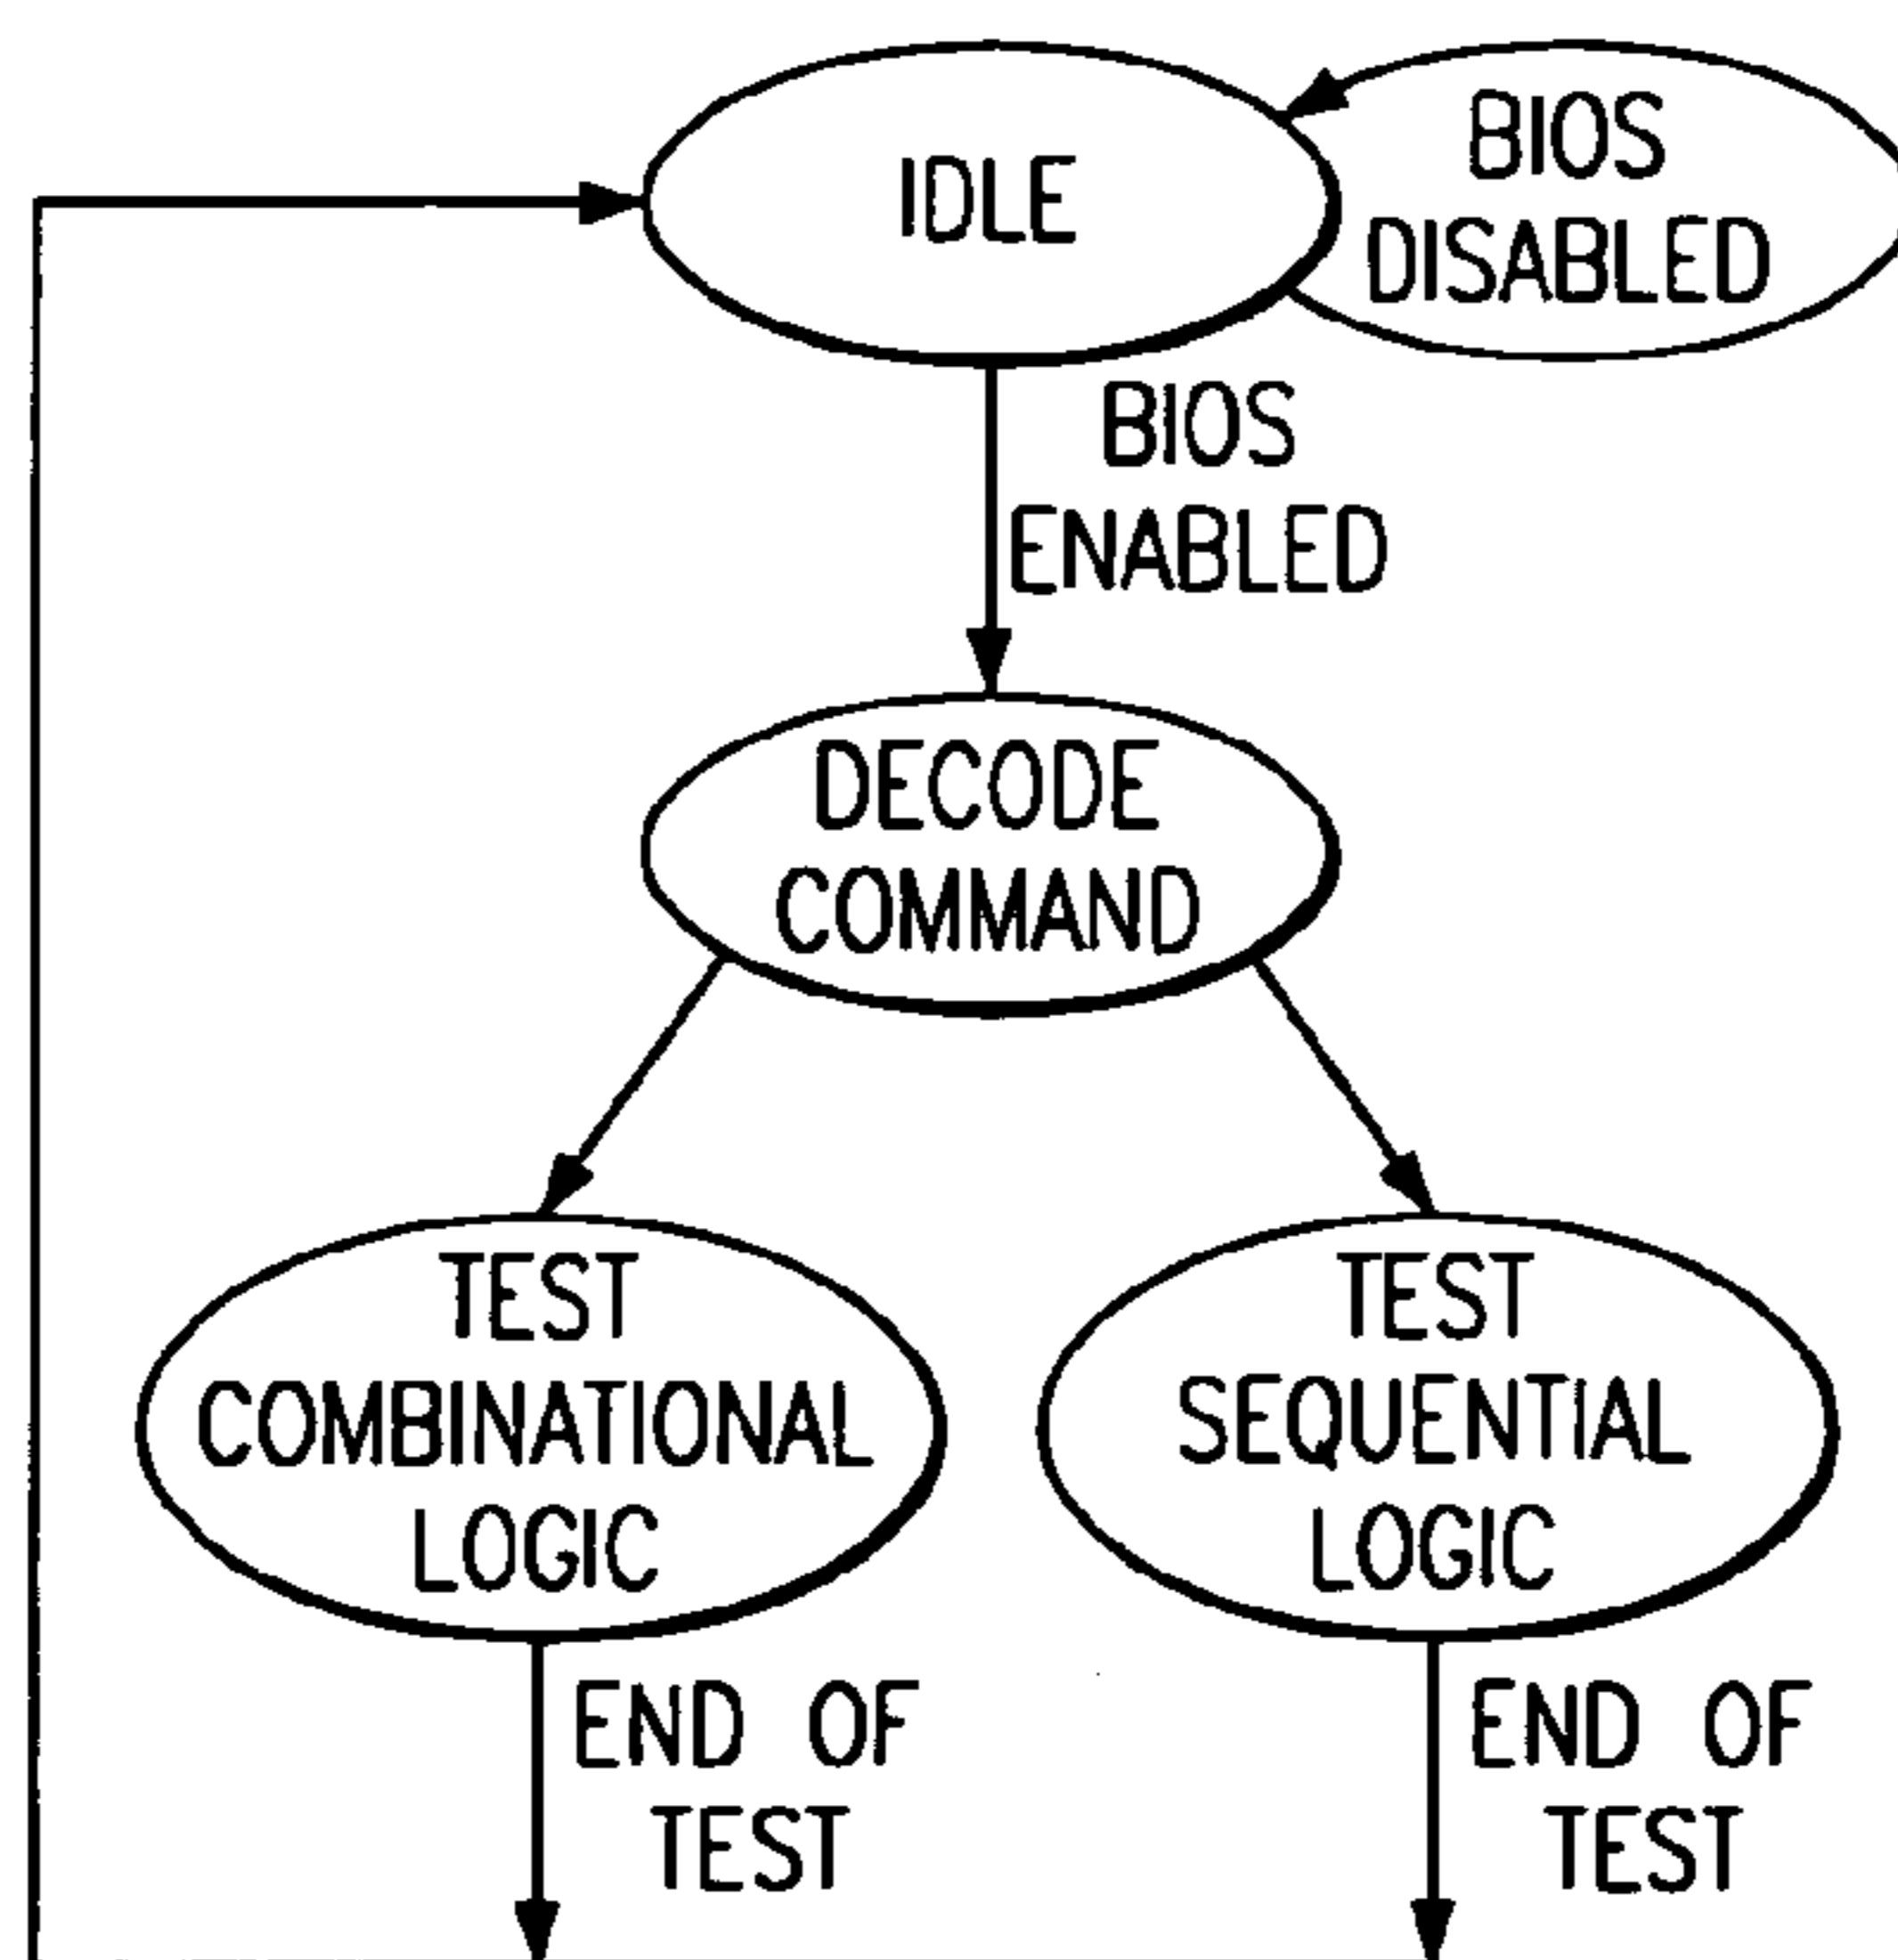 IDLE
BIOS
DISABLED
BIOS
ENABLED
DECODE
COMMAND
TEST
COMBINATIONAL
LOGIC
TEST
SEQUENTIAL
LOGIC
END OF
TEST
END OF
TEST